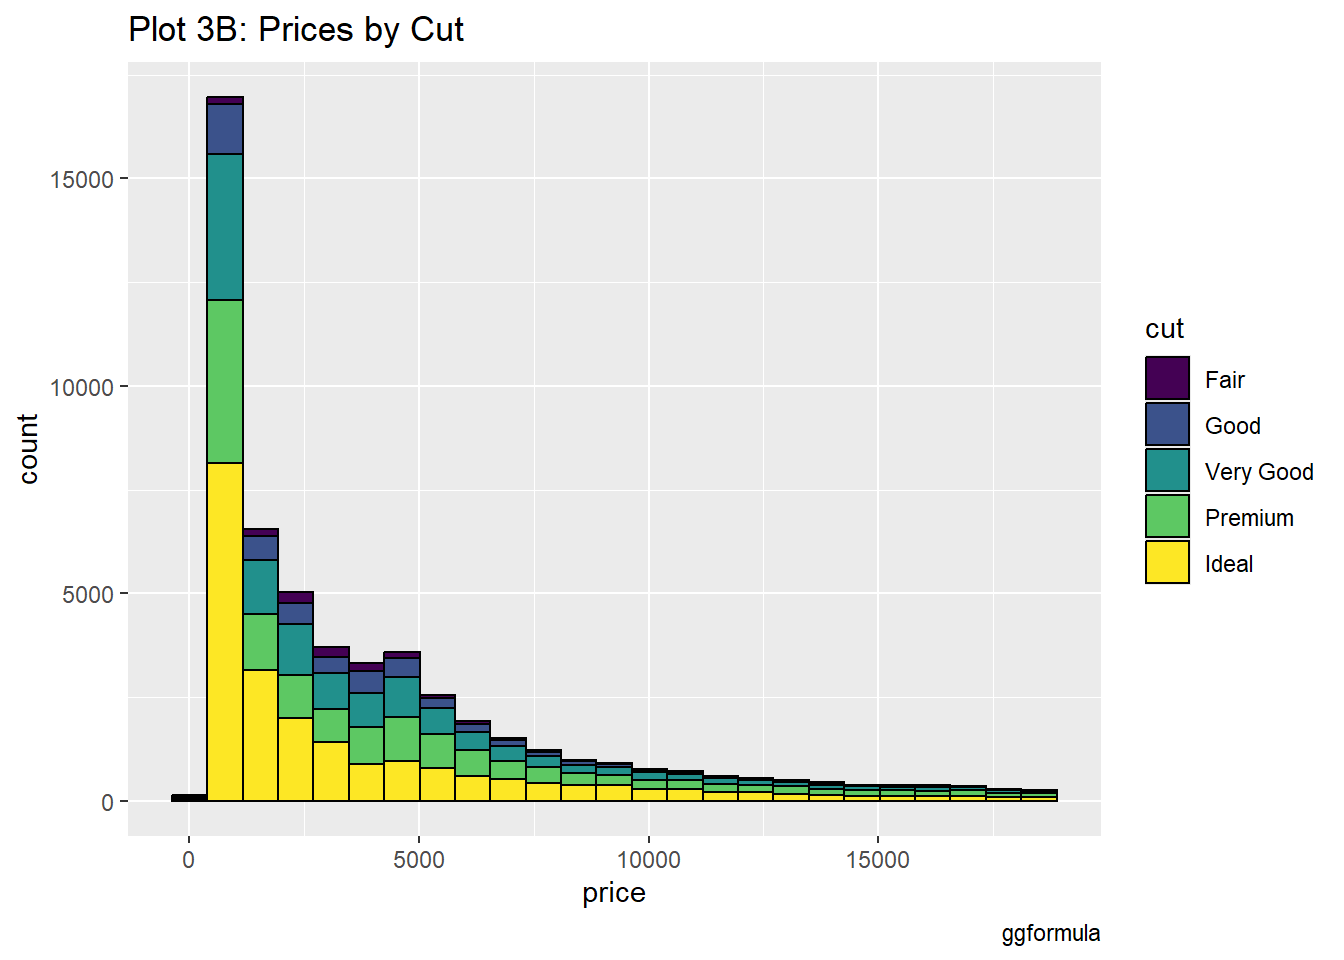 Plot 3B: Prices by Cut
count
15000
10000
5000
0
0 5000 10000 15000
price
cut
Fair
Good
Very Good
Premium
Ideal
ggformula